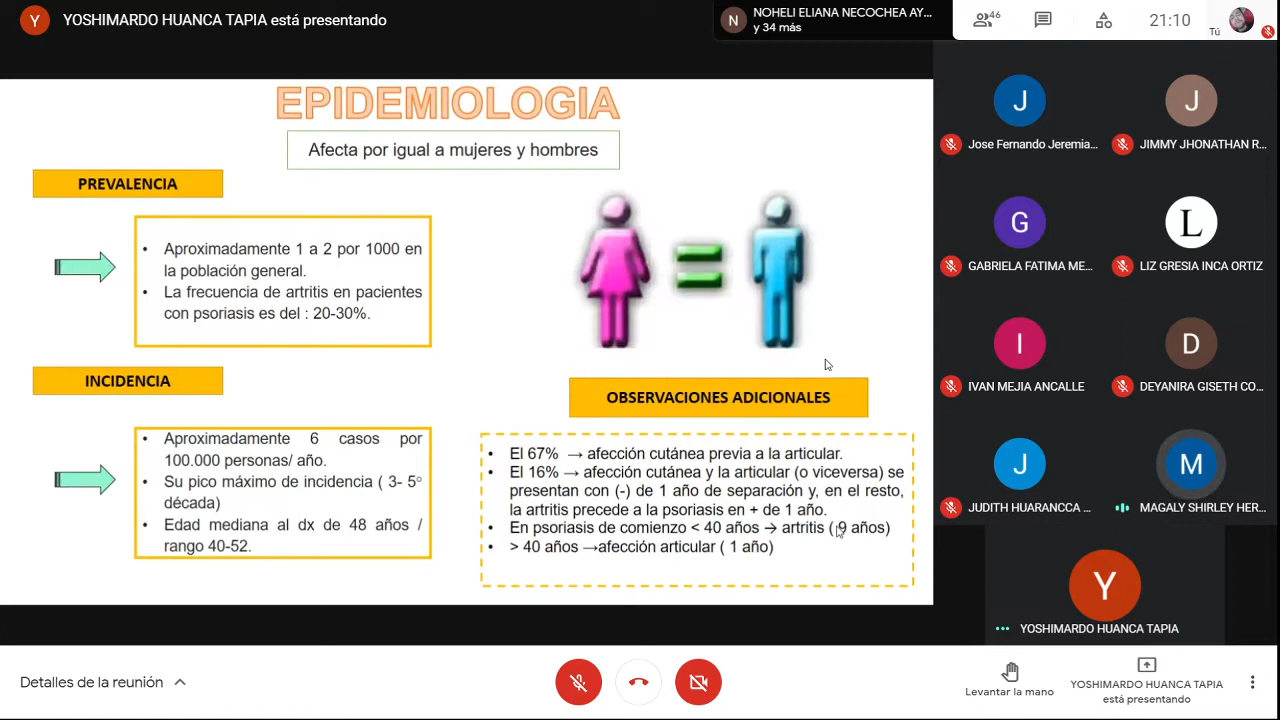 Y
YOSHIMARDO HUANCA TAPIA está presentando
N
NOHELI ELIANA NECOCHEA AY...
y 34 más
46
21:10
Tú
EPIDEMIOLOGIA
Afecta por igual a mujeres y hombres
PREVALENCIA
• Aproximadamente 1 a 2 por 1000 en
la población general.
• La frecuencia de artritis en pacientes
con psoriasis es del : 20-30%.
INCIDENCIA
• Aproximadamente 6 casos por
100.000 personas/ año.
• Su pico máximo de incidencia ( 3- 5°
década)
• Edad mediana al dx de 48 años /
rango 40-52.
OBSERVACIONES ADICIONALES
• El 67% → afección cutánea previa a la articular.
• El 16% → afección cutánea y la articular (o viceversa) se
presentan con (-) de 1 año de separación y, en el resto,
la artritis precede a la psoriasis en + de 1 año.
• En psoriasis de comienzo < 40 años → artritis ( 9 años)
• > 40 años →afección articular ( 1 año)
J
Jose Fernando Jeremia...
J
JIMMY JHONATHAN R...
G
GABRIELA FATIMA ME...
L
LIZ GRESIA INCA ORTIZ
I
IVAN MEJIA ANCALLE
D
DEYANIRA GISETH CO...
J
JUDITH HUARANCCA ...
M
MAGALY SHIRLEY HER...
Y
YOSHIMARDO HUANCA TAPIA
Detalles de la reunión
Levantar la mano
YOSHIMARDO HUANCA TAPIA
está presentando